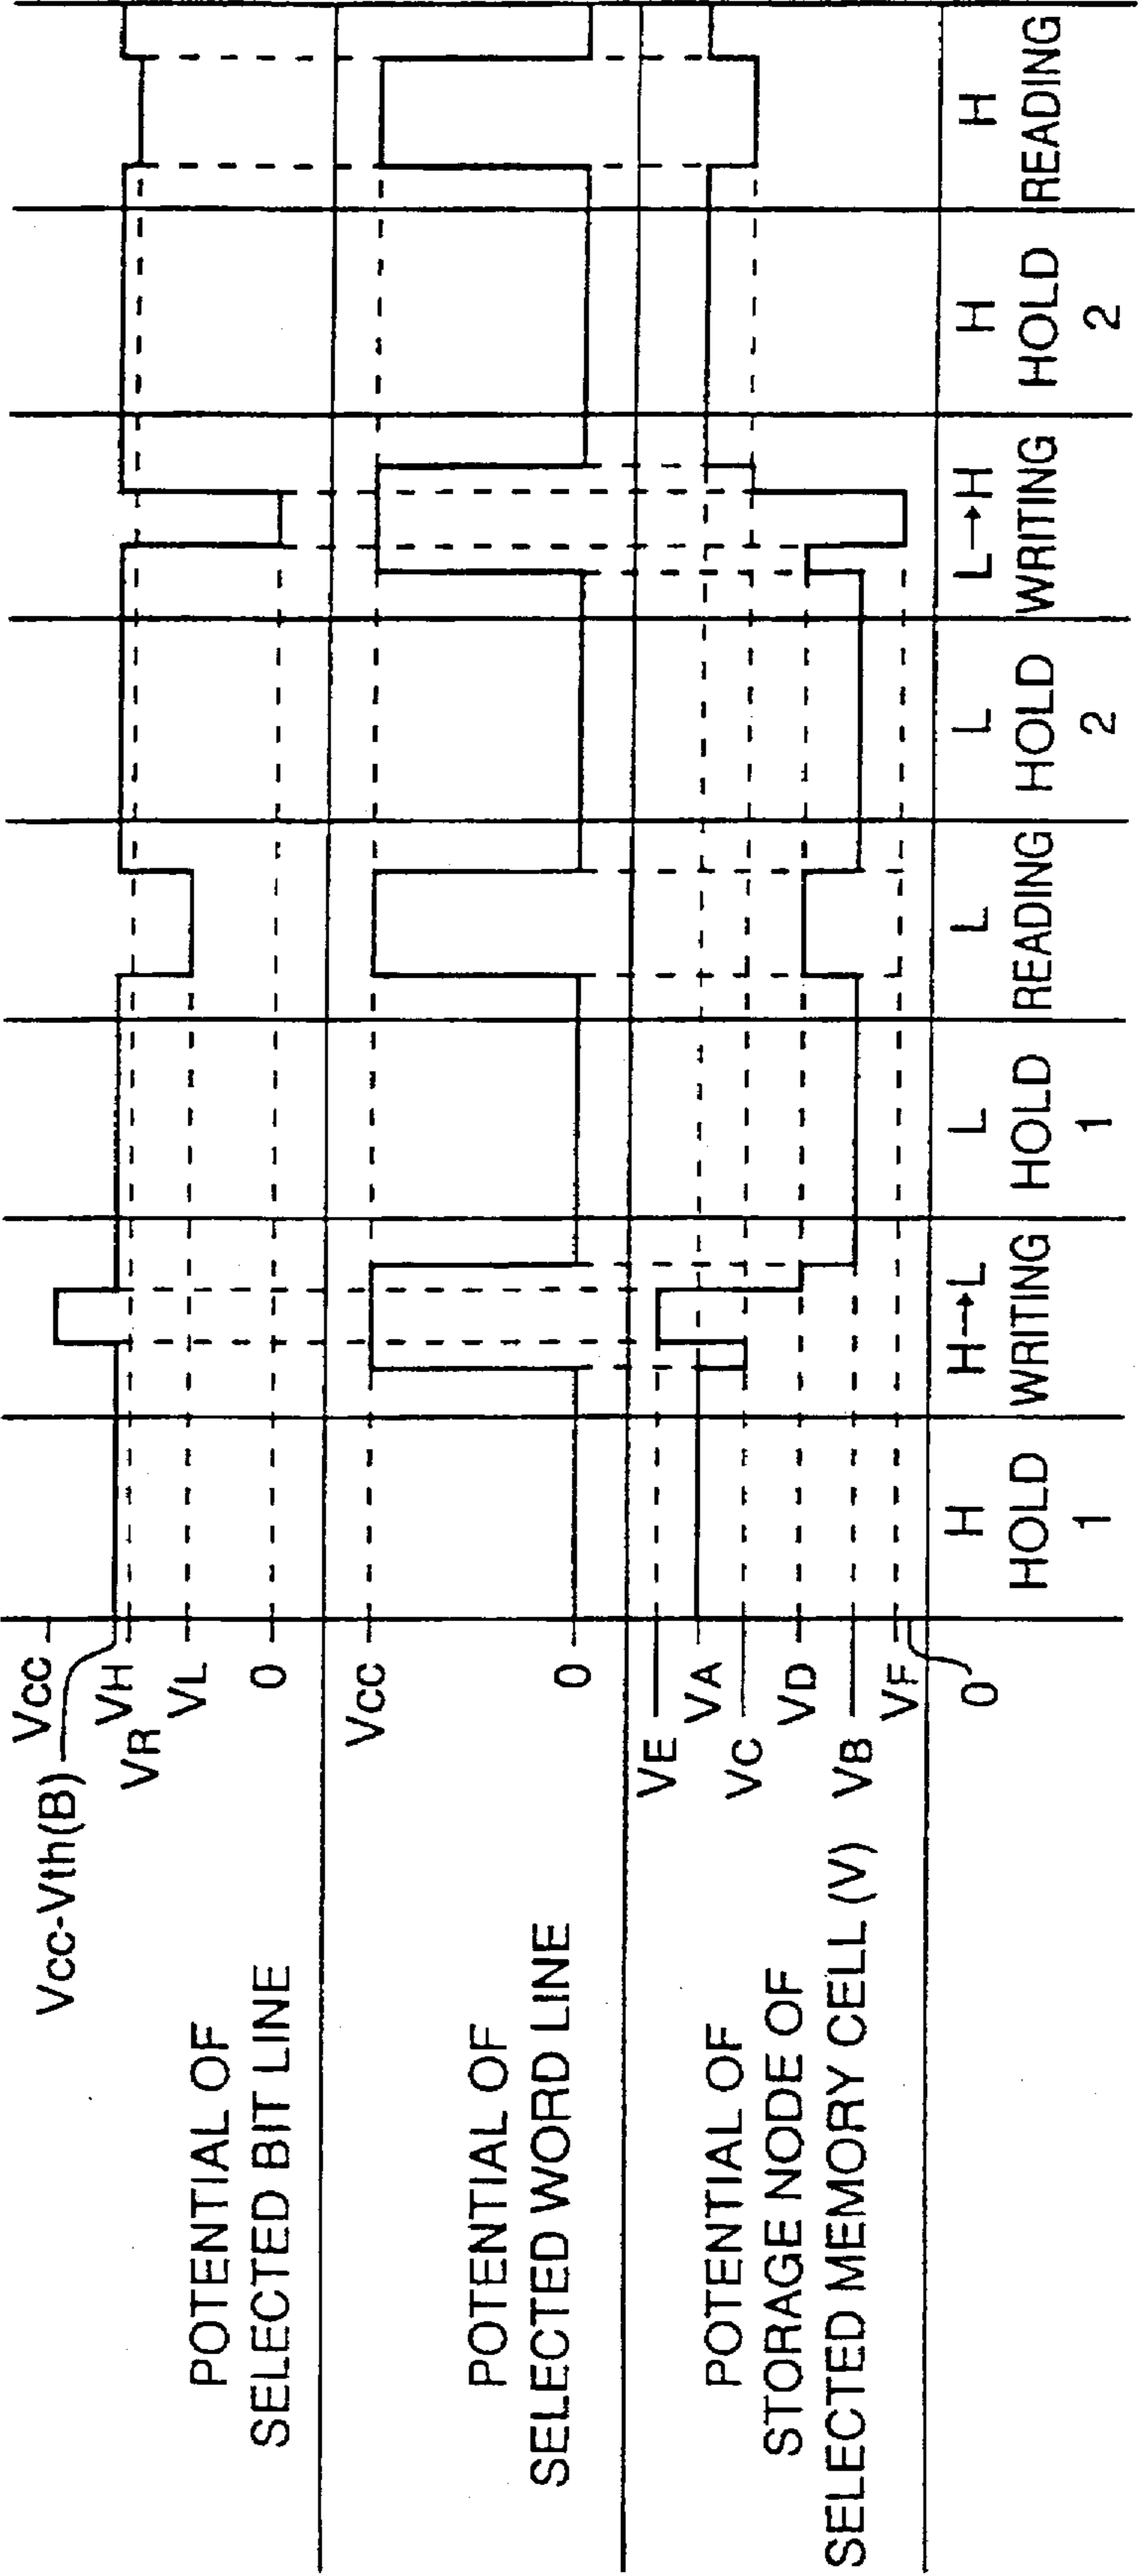 Vcc
Vcc-Vth(B)
VH
VR
VL
0
POTENTIAL OF
SELECTED BIT LINE
Vcc
0
POTENTIAL OF
SELECTED WORD LINE
VE
VA
VC
VD
VB
VF
0
POTENTIAL OF
STORAGE NODE OF
SELECTED MEMORY CELL (V)
H
HOLD
1
H→L
WRITING
L
HOLD
1
L
READING
L
HOLD
2
L→H
WRITING
H
HOLD
2
H
READING